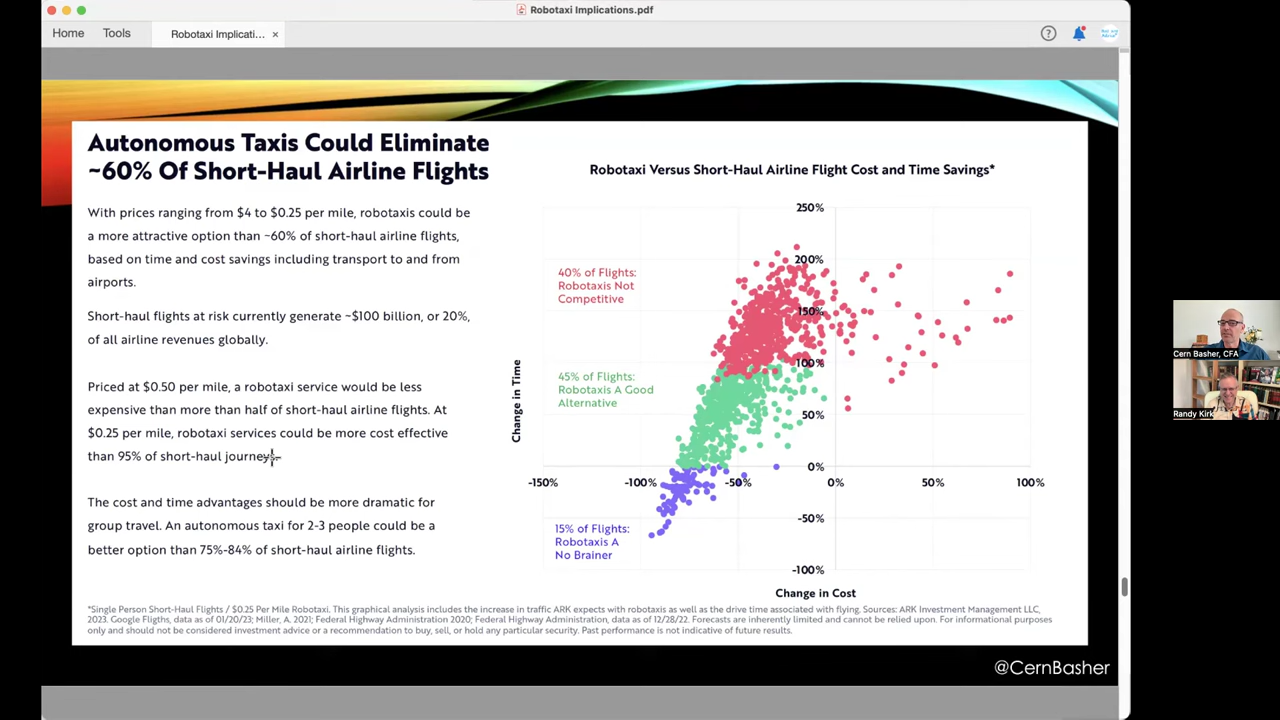 Robotaxi Implications.pdf
Home
Tools
Robotaxi Implicati...
×
?
Autonomous Taxis Could Eliminate
~60% Of Short-Haul Airline Flights
With prices ranging from $4 to $0.25 per mile, robotaxis could be
a more attractive option than ~60% of short-haul airline flights,
based on time and cost savings including transport to and from
airports.
Short-haul flights at risk currently generate ~$100 billion, or 20%,
of all airline revenues globally.
Priced at $0.50 per mile, a robotaxi service would be less
expensive than more than half of short-haul airline flights. At
$0.25 per mile, robotaxi services could be more cost effective
than 95% of short-haul journeys.
The cost and time advantages should be more dramatic for
group travel. An autonomous taxi for 2-3 people could be a
better option than 75%-84% of short-haul airline flights.
Robotaxi Versus Short-Haul Airline Flight Cost and Time Savings*
250%
200%
150%
100%
50%
0%
-50%
-100%
-150%
-100%
-50%
0%
50%
100%
Change in Time
Change in Cost
40% of Flights:
Robotaxis Not
Competitive
45% of Flights:
Robotaxis A Good
Alternative
15% of Flights:
Robotaxis A
No Brainer
*Single Person Short-Haul Flights / $0.25 Per Mile Robotaxi. This graphical analysis includes the increase in traffic ARK expects with robotaxis as well as the drive time associated with flying. Sources: ARK Investment Management LLC,
2023. Google Fligths, data as of 01/20/23; Miller, A. 2021; Federal Highway Administration 2020; Federal Highway Administration, data as of 12/28/22. Forecasts are inherently limited and cannot be relied upon. For informational purposes
only and should not be considered investment advice or a recommendation to buy, sell, or hold any particular security. Past performance is not indicative of future results.
@CernBasher
Cern Basher, CFA
Randy Kirk